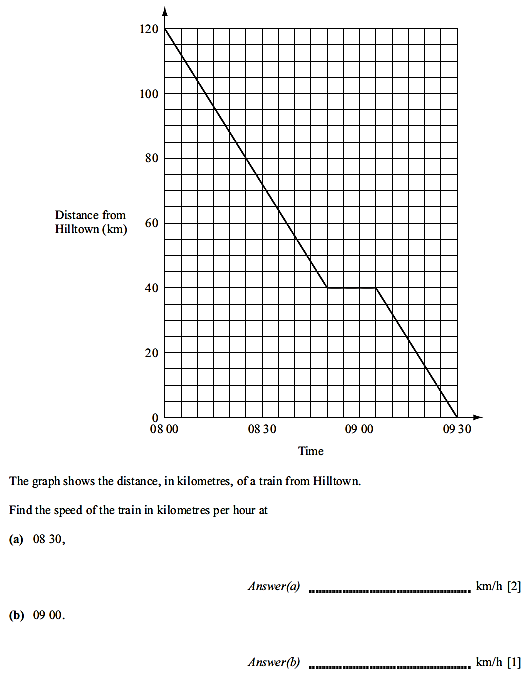 120
100
80
Distance from
Hilltown (km)
60
40
20
0
08 00
08 30
09 00
09 30
Time
The graph shows the distance, in kilometres, of a train from Hilltown.
Find the speed of the train in kilometres per hour at
(a) 08 30,
Answer(a) ........................................ km/h [2]
(b) 09 00.
Answer(b) ........................................ km/h [1]